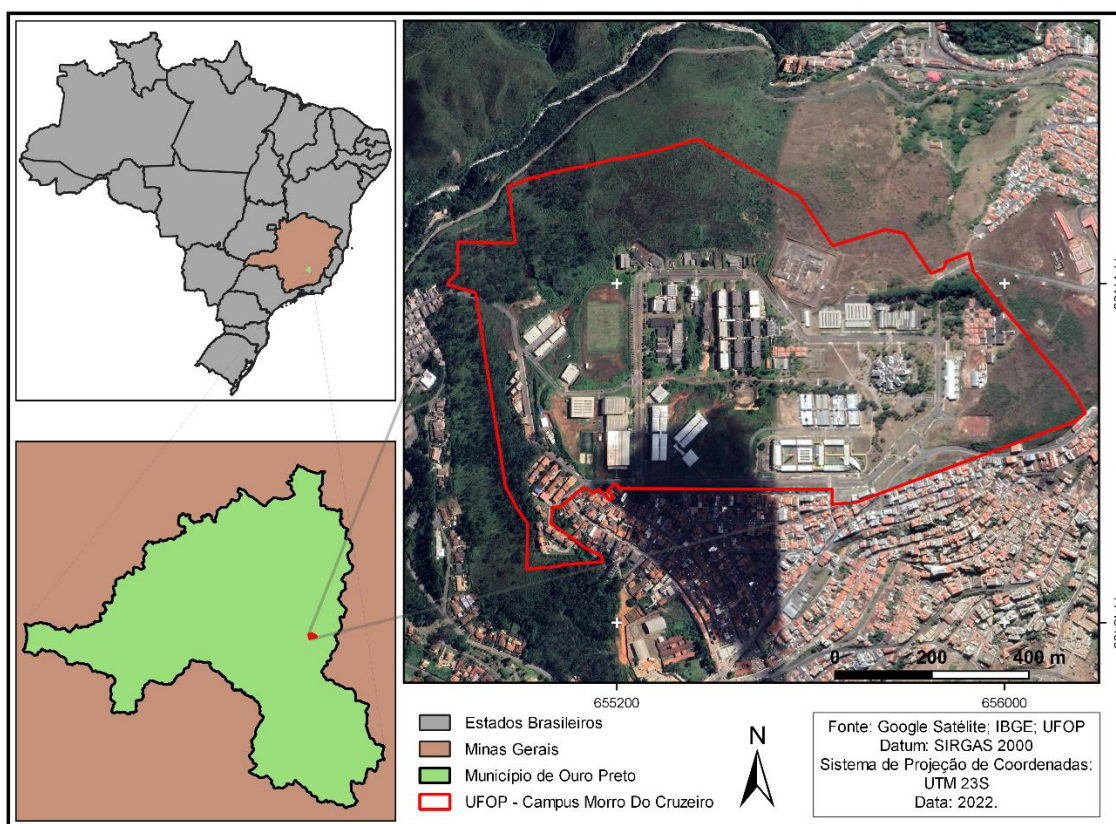 0 200 400 m
655200 656000
Estados Brasileiros
Minas Gerais
Município de Ouro Preto
UFOP - Campus Morro Do Cruzeiro
N
Fonte: Google Satélite; IBGE; UFOP
Datum: SIRGAS 2000
Sistema de Projeção de Coordenadas:
UTM 23S
Data: 2022.